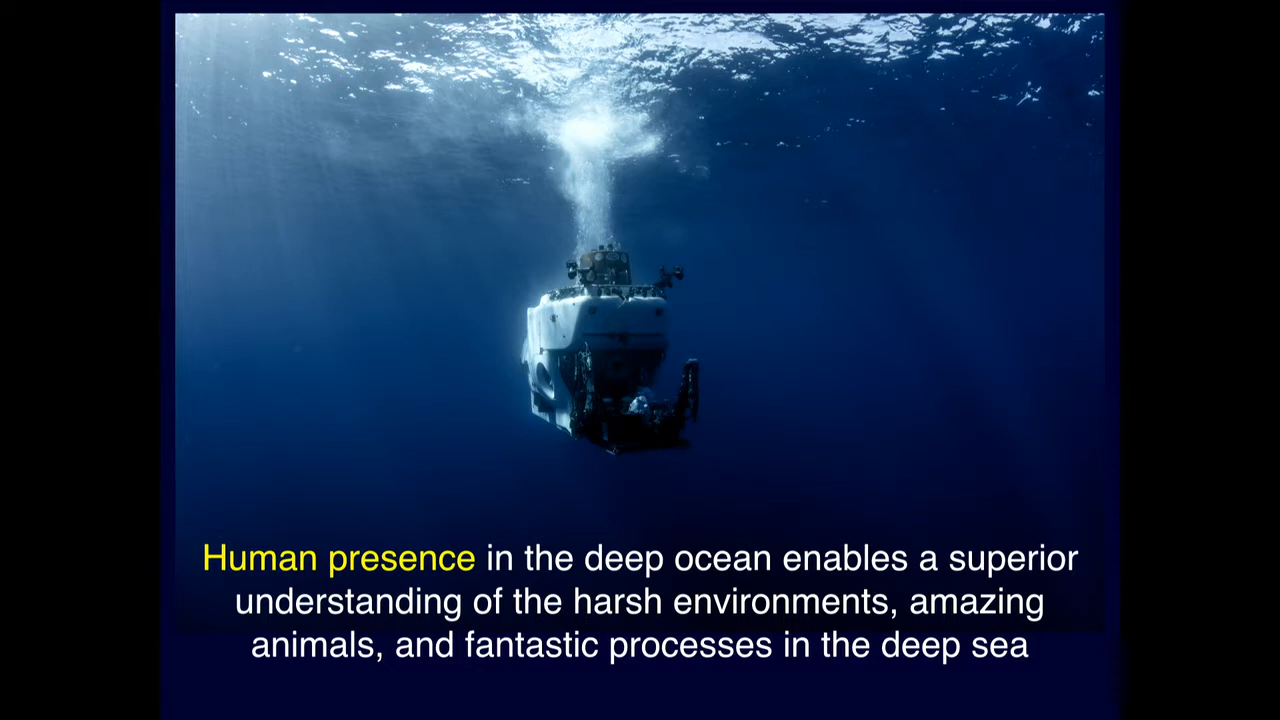 Human presence in the deep ocean enables a superior
understanding of the harsh environments, amazing
animals, and fantastic processes in the deep sea